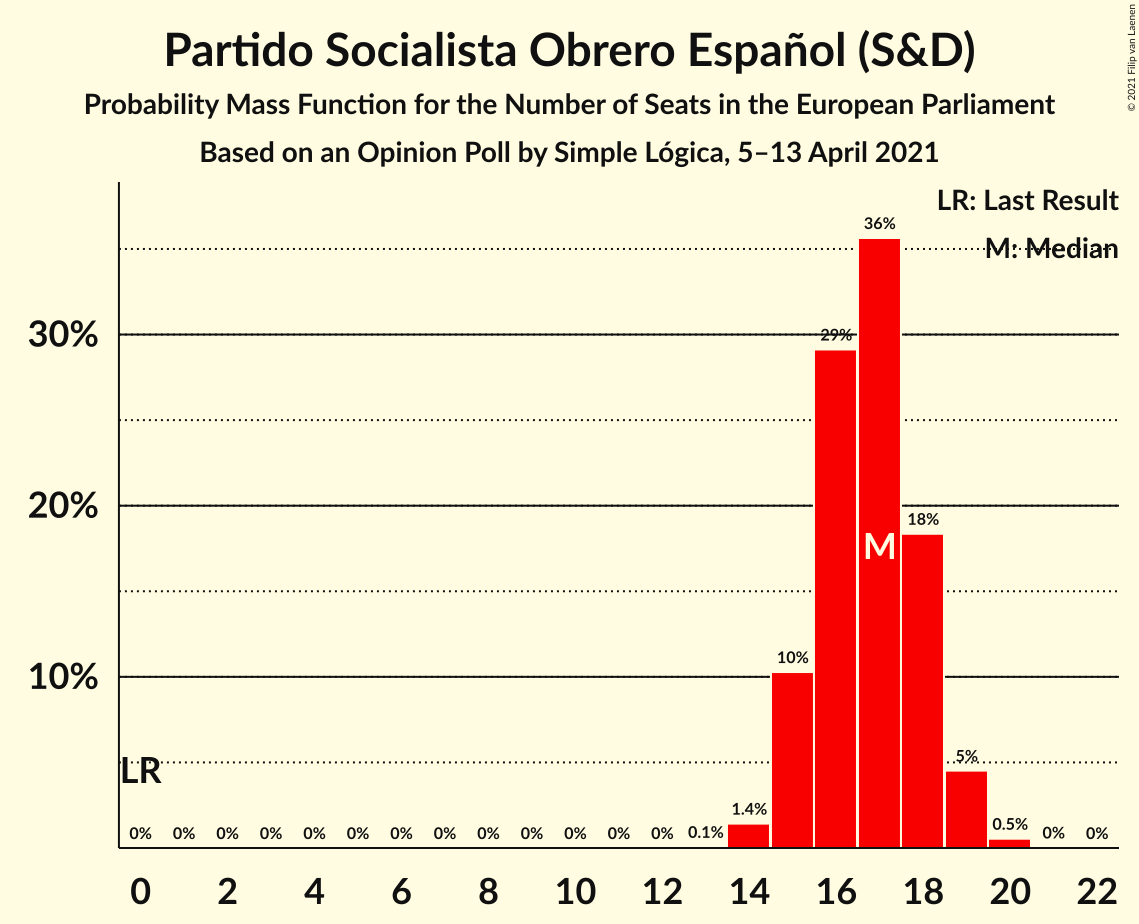 Partido Socialista Obrero Español (S&D)
Probability Mass Function for the Number of Seats in the European Parliament
Based on an Opinion Poll by Simple Lógica, 5–13 April 2021
© 2021 Filip van Laenen
LR: Last Result
M: Median
36%
30%
29%
20%
18%
M
10%
10%
5%
LR
1.4%
0% 0% 0% 0% 0% 0% 0% 0% 0% 0% 0% 0% 0% 0.1% 0.5% 0% 0%
0 2 4 6 8 10 12 14 16 18 20 22